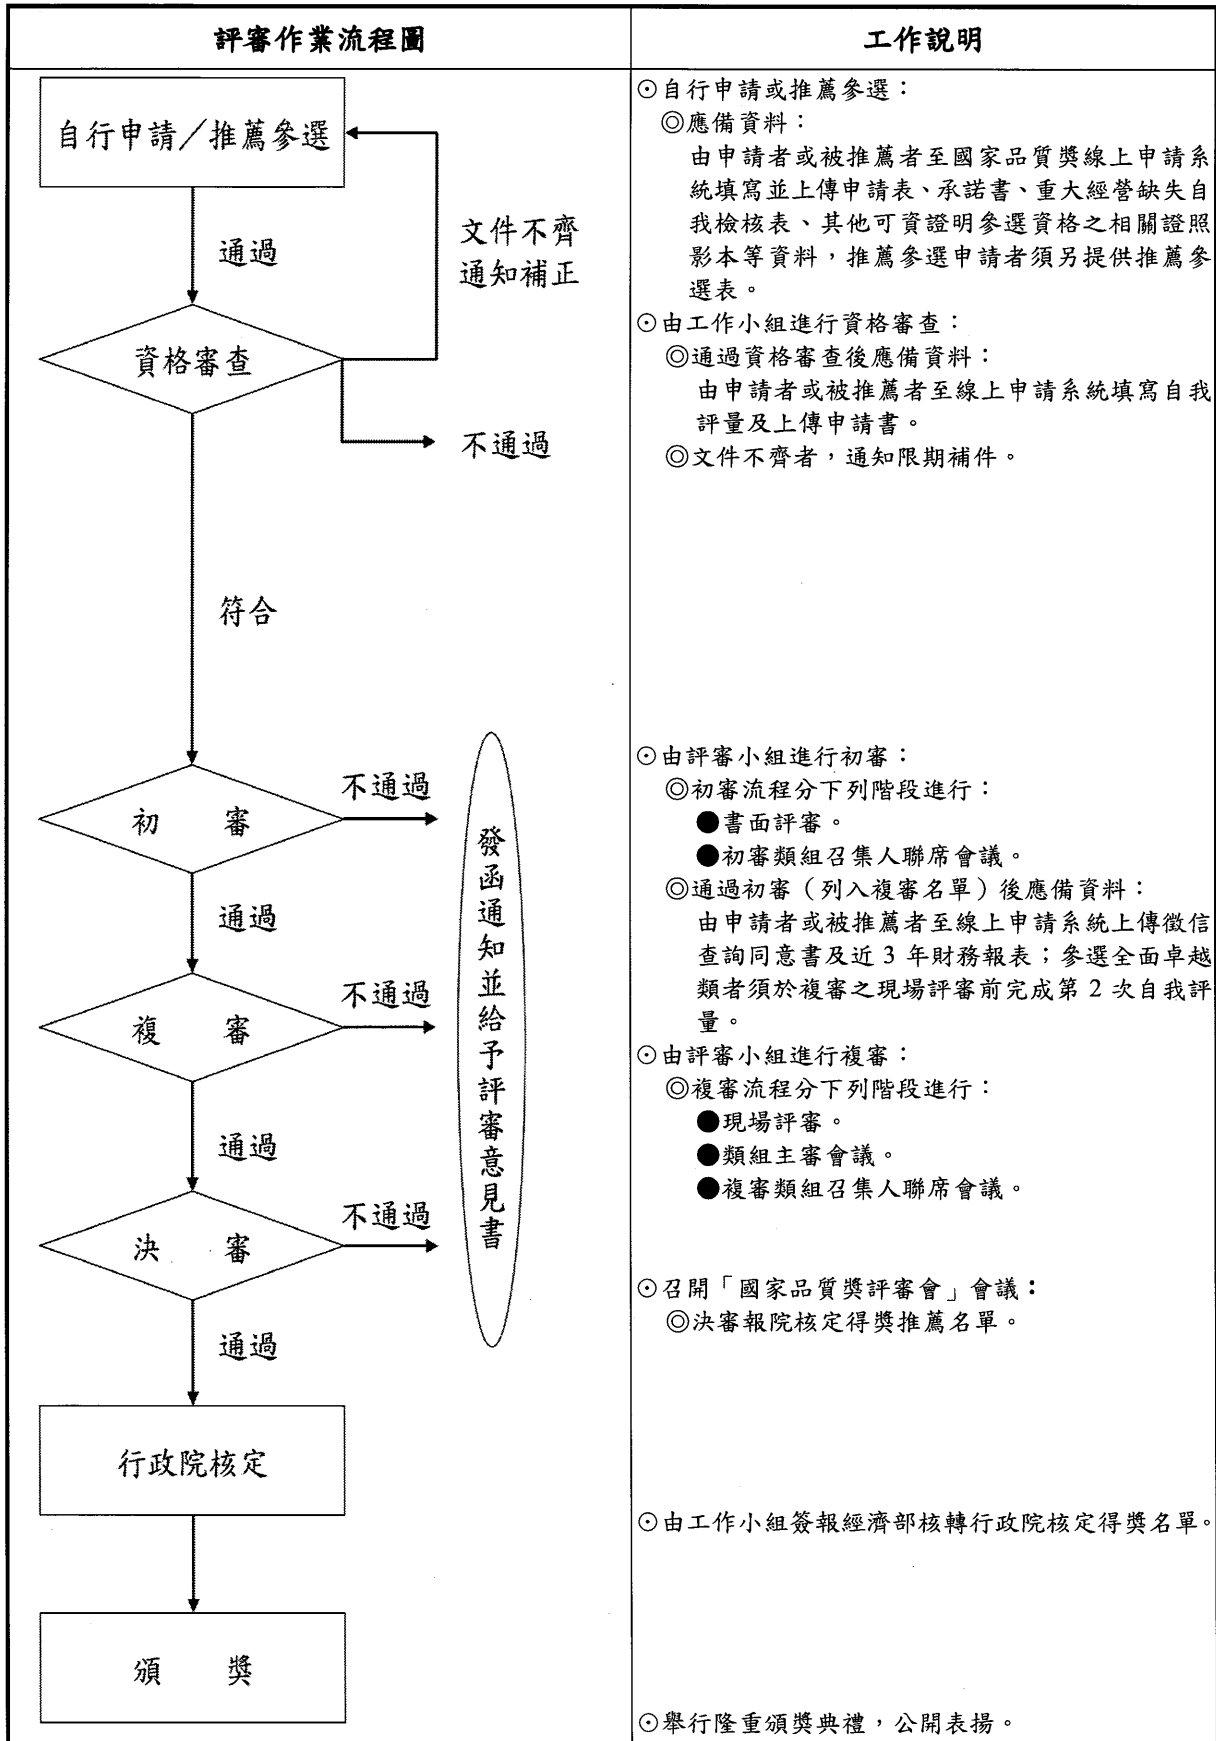 評審作業流程圖
工作說明
自行申請／推薦參選
通過
文件不齊
通知補正
資格審查
不通過
符合
初　審
不通過
通過
複　審
不通過
通過
決　審
不通過
通過
發函通知並給予評審意見書
行政院核定
頒　獎
⊙自行申請或推薦參選：
◎應備資料：
由申請者或被推薦者至國家品質獎線上申請系
統填寫並上傳申請表、承諾書、重大經營缺失自
我檢核表、其他可資證明參選資格之相關證照
影本等資料，推薦參選申請者須另提供推薦參
選表。
⊙由工作小組進行資格審查：
◎通過資格審查後應備資料：
由申請者或被推薦者至線上申請系統填寫自我
評量及上傳申請書。
◎文件不齊者，通知限期補件。
⊙由評審小組進行初審：
◎初審流程分下列階段進行：
●書面評審。
●初審類組召集人聯席會議。
◎通過初審（列入複審名單）後應備資料：
由申請者或被推薦者至線上申請系統上傳徵信
查詢同意書及近 3 年財務報表；參選全面卓越
類者須於複審之現場評審前完成第 2 次自我評
量。
⊙由評審小組進行複審：
◎複審流程分下列階段進行：
●現場評審。
●類組主審會議。
●複審類組召集人聯席會議。
⊙召開「國家品質獎評審會」會議：
◎決審報院核定得獎推薦名單。
⊙由工作小組簽報經濟部核轉行政院核定得獎名單。
⊙舉行隆重頒獎典禮，公開表揚。